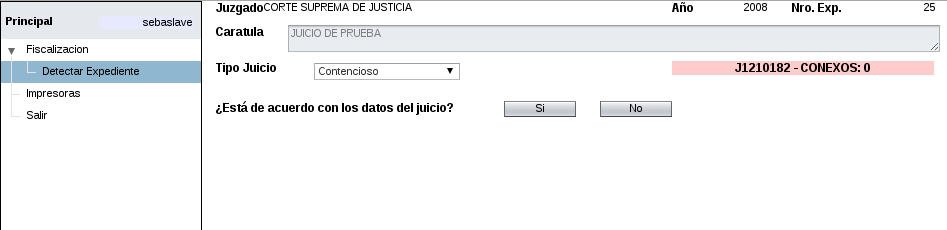 Principal sebaslave
Fiscalizacion
Detectar Expediente
Impresoras
Salir
Juzgado CORTE SUPREMA DE JUSTICIA Año 2008 Nro. Exp. 25
Caratula JUICIO DE PRUEBA
Tipo Juicio Contencioso J1210182 - CONEXOS: 0
¿Está de acuerdo con los datos del juicio? Si No